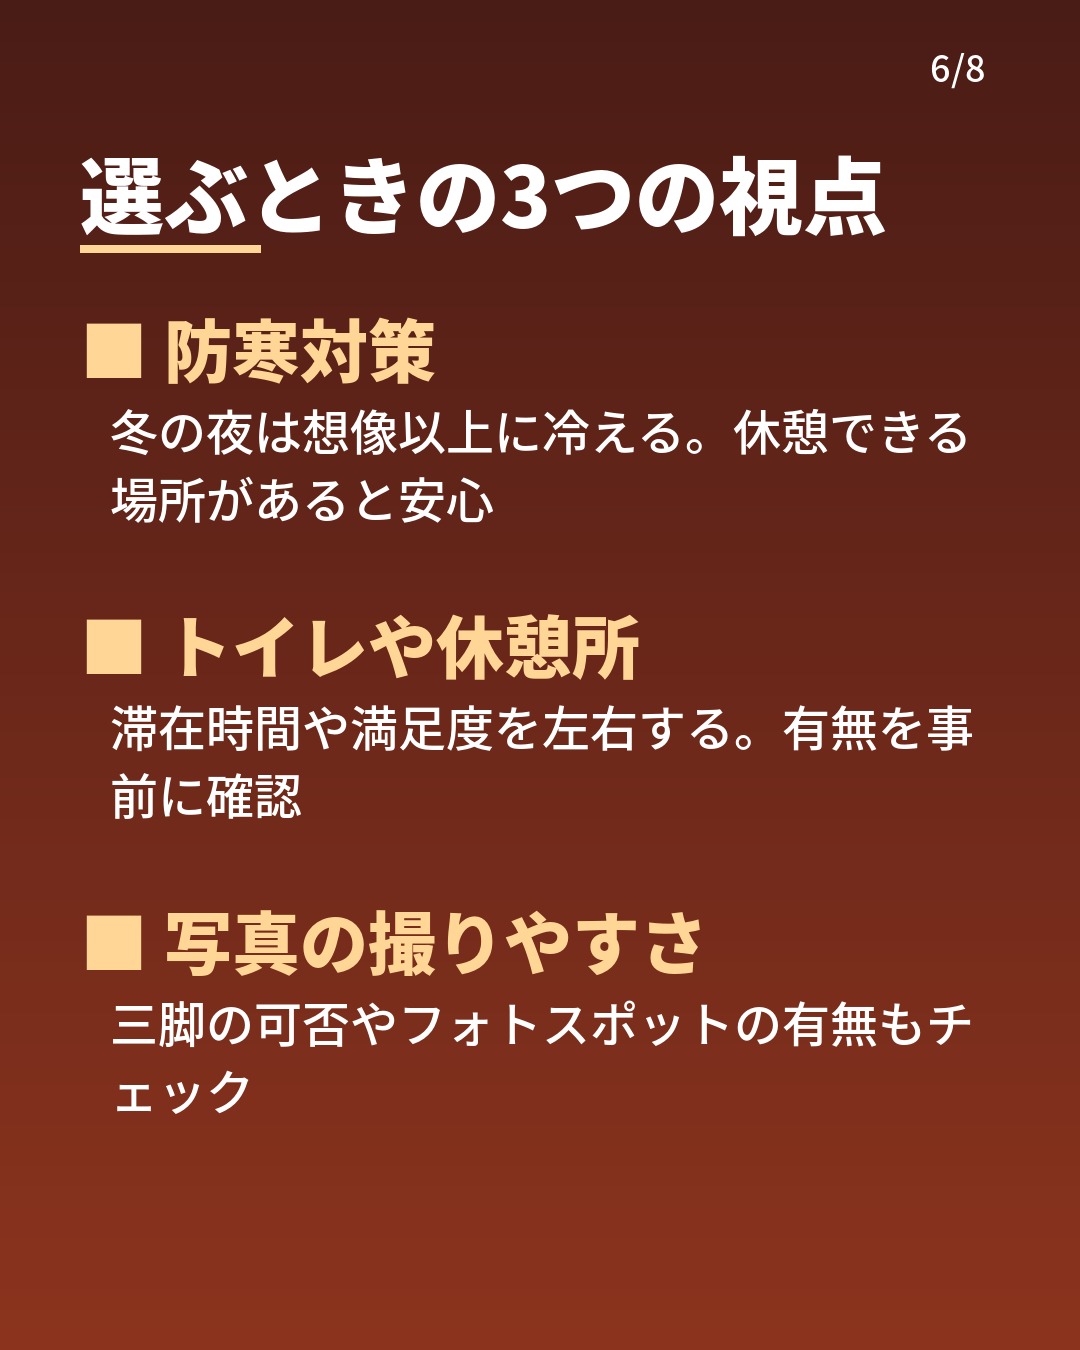 6/8
選ぶときの3つの視点
■ 防寒対策
冬の夜は想像以上に冷える。休憩できる
場所があると安心
■ トイレや休憩所
滞在時間や満足度を左右する。有無を事
前に確認
■ 写真の撮りやすさ
三脚の可否やフォトスポットの有無もチ
ェック